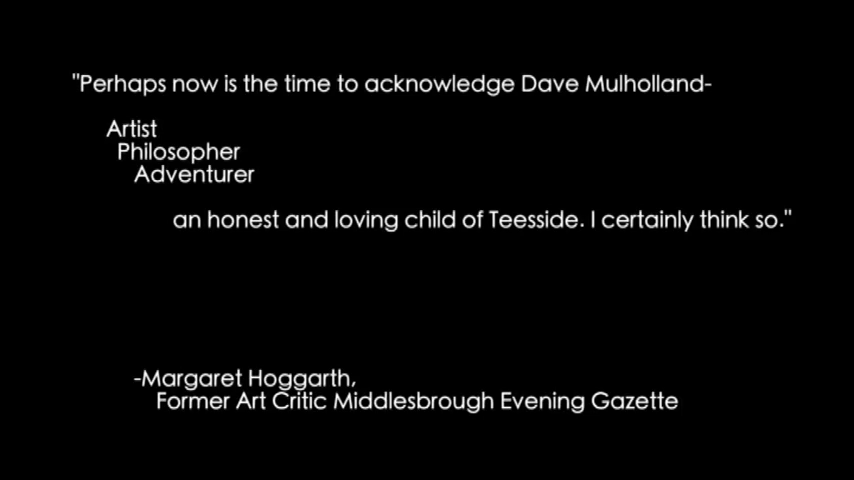 "Perhaps now is the time to acknowledge Dave Mulholland-
Artist
Philosopher
Adventurer
an honest and loving child of Teesside. I certainly think so."
-Margaret Hoggarth,
Former Art Critic Middlesbrough Evening Gazette